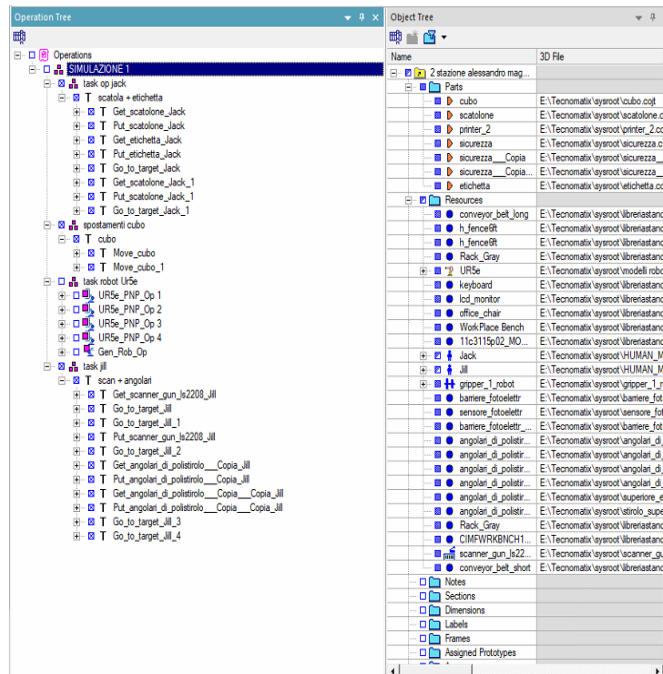 Operation Tree
Operations
SIMULAZIONE 1
task op jack
scatola + etichetta
Get_scatolone_Jack
Put_scatolone_Jack
Get_etichetta_Jack
Put_etichetta_Jack
Go_to_target_Jack
Get_scatolone_Jack_1
Put_scatolone_Jack_1
Go_to_target_Jack_1
spostamenti cubo
cubo
Move_cubo
Move_cubo_1
task robot Ur5e
UR5e_PNP_Op 1
UR5e_PNP_Op 2
UR5e_PNP_Op 3
UR5e_PNP_Op 4
Gen_Rob_Op
task jill
scan + angolari
Get_scanner_gun_ls2208_Jill
Go_to_target_Jill
Go_to_target_Jill_1
Put_scanner_gun_ls2208_Jill
Go_to_target_Jill_2
Get_angolari_di_polistirolo___Copia_Jill
Put_angolari_di_polistirolo___Copia_Jill
Get_angolari_di_polistirolo___Copia___Copia_Jill
Put_angolari_di_polistirolo___Copia___Copia_Jill
Go_to_target_Jill_3
Go_to_target_Jill_4
Object Tree
Name 3D File
2 stazione alessandro mag...
Parts
cubo E:\Tecnomatix\sysroot\cubo.cojt
scatolone E:\Tecnomatix\sysroot\scatolone.c
printer_2 E:\Tecnomatix\sysroot\printer_2.co
sicurezza E:\Tecnomatix\sysroot\sicurezza.c
sicurezza___Copia E:\Tecnomatix\sysroot\sicurezza__
sicurezza___Copia... E:\Tecnomatix\sysroot\sicurezza__
etichetta E:\Tecnomatix\sysroot\etichetta.co
Resources
conveyor_belt_long E:\Tecnomatix\sysroot\libreriastand
h_fence6ft E:\Tecnomatix\sysroot\libreriastand
h_fence6ft E:\Tecnomatix\sysroot\libreriastand
Rack_Gray E:\Tecnomatix\sysroot\libreriastand
UR5e E:\Tecnomatix\sysroot\modelli robo
keyboard E:\Tecnomatix\sysroot\libreriastand
lcd_monitor E:\Tecnomatix\sysroot\libreriastand
office_chair E:\Tecnomatix\sysroot\libreriastand
Work Place Bench E:\Tecnomatix\sysroot\libreriastand
11c3115p02_MO... E:\Tecnomatix\sysroot\libreriastand
Jack E:\Tecnomatix\sysroot\HUMAN_M
Jill E:\Tecnomatix\sysroot\HUMAN_M
gripper_1_robot E:\Tecnomatix\sysroot\gripper_1_r
barriere_fotoelettr E:\Tecnomatix\sysroot\barriere_fot
sensore_fotoelettr E:\Tecnomatix\sysroot\sensore_fot
barriere_fotoelettr_... E:\Tecnomatix\sysroot\barriere_fot
angolari_di_polistir... E:\Tecnomatix\sysroot\angolari_di_
angolari_di_polistir... E:\Tecnomatix\sysroot\angolari_di_
angolari_di_polistir... E:\Tecnomatix\sysroot\angolari_di_
angolari_di_polistir... E:\Tecnomatix\sysroot\angolari_di_
angolari_di_polistir... E:\Tecnomatix\sysroot\superiore_e
angolari_di_polistir... E:\Tecnomatix\sysroot\stirolo_supe
Rack_Gray E:\Tecnomatix\sysroot\libreriastand
CIMFWRKBNCH1... E:\Tecnomatix\sysroot\libreriastand
scanner_gun_ls22... E:\Tecnomatix\sysroot\scanner_gu
conveyor_belt_short E:\Tecnomatix\sysroot\libreriastand
Notes
Sections
Dimensions
Labels
Frames
Assigned Prototypes